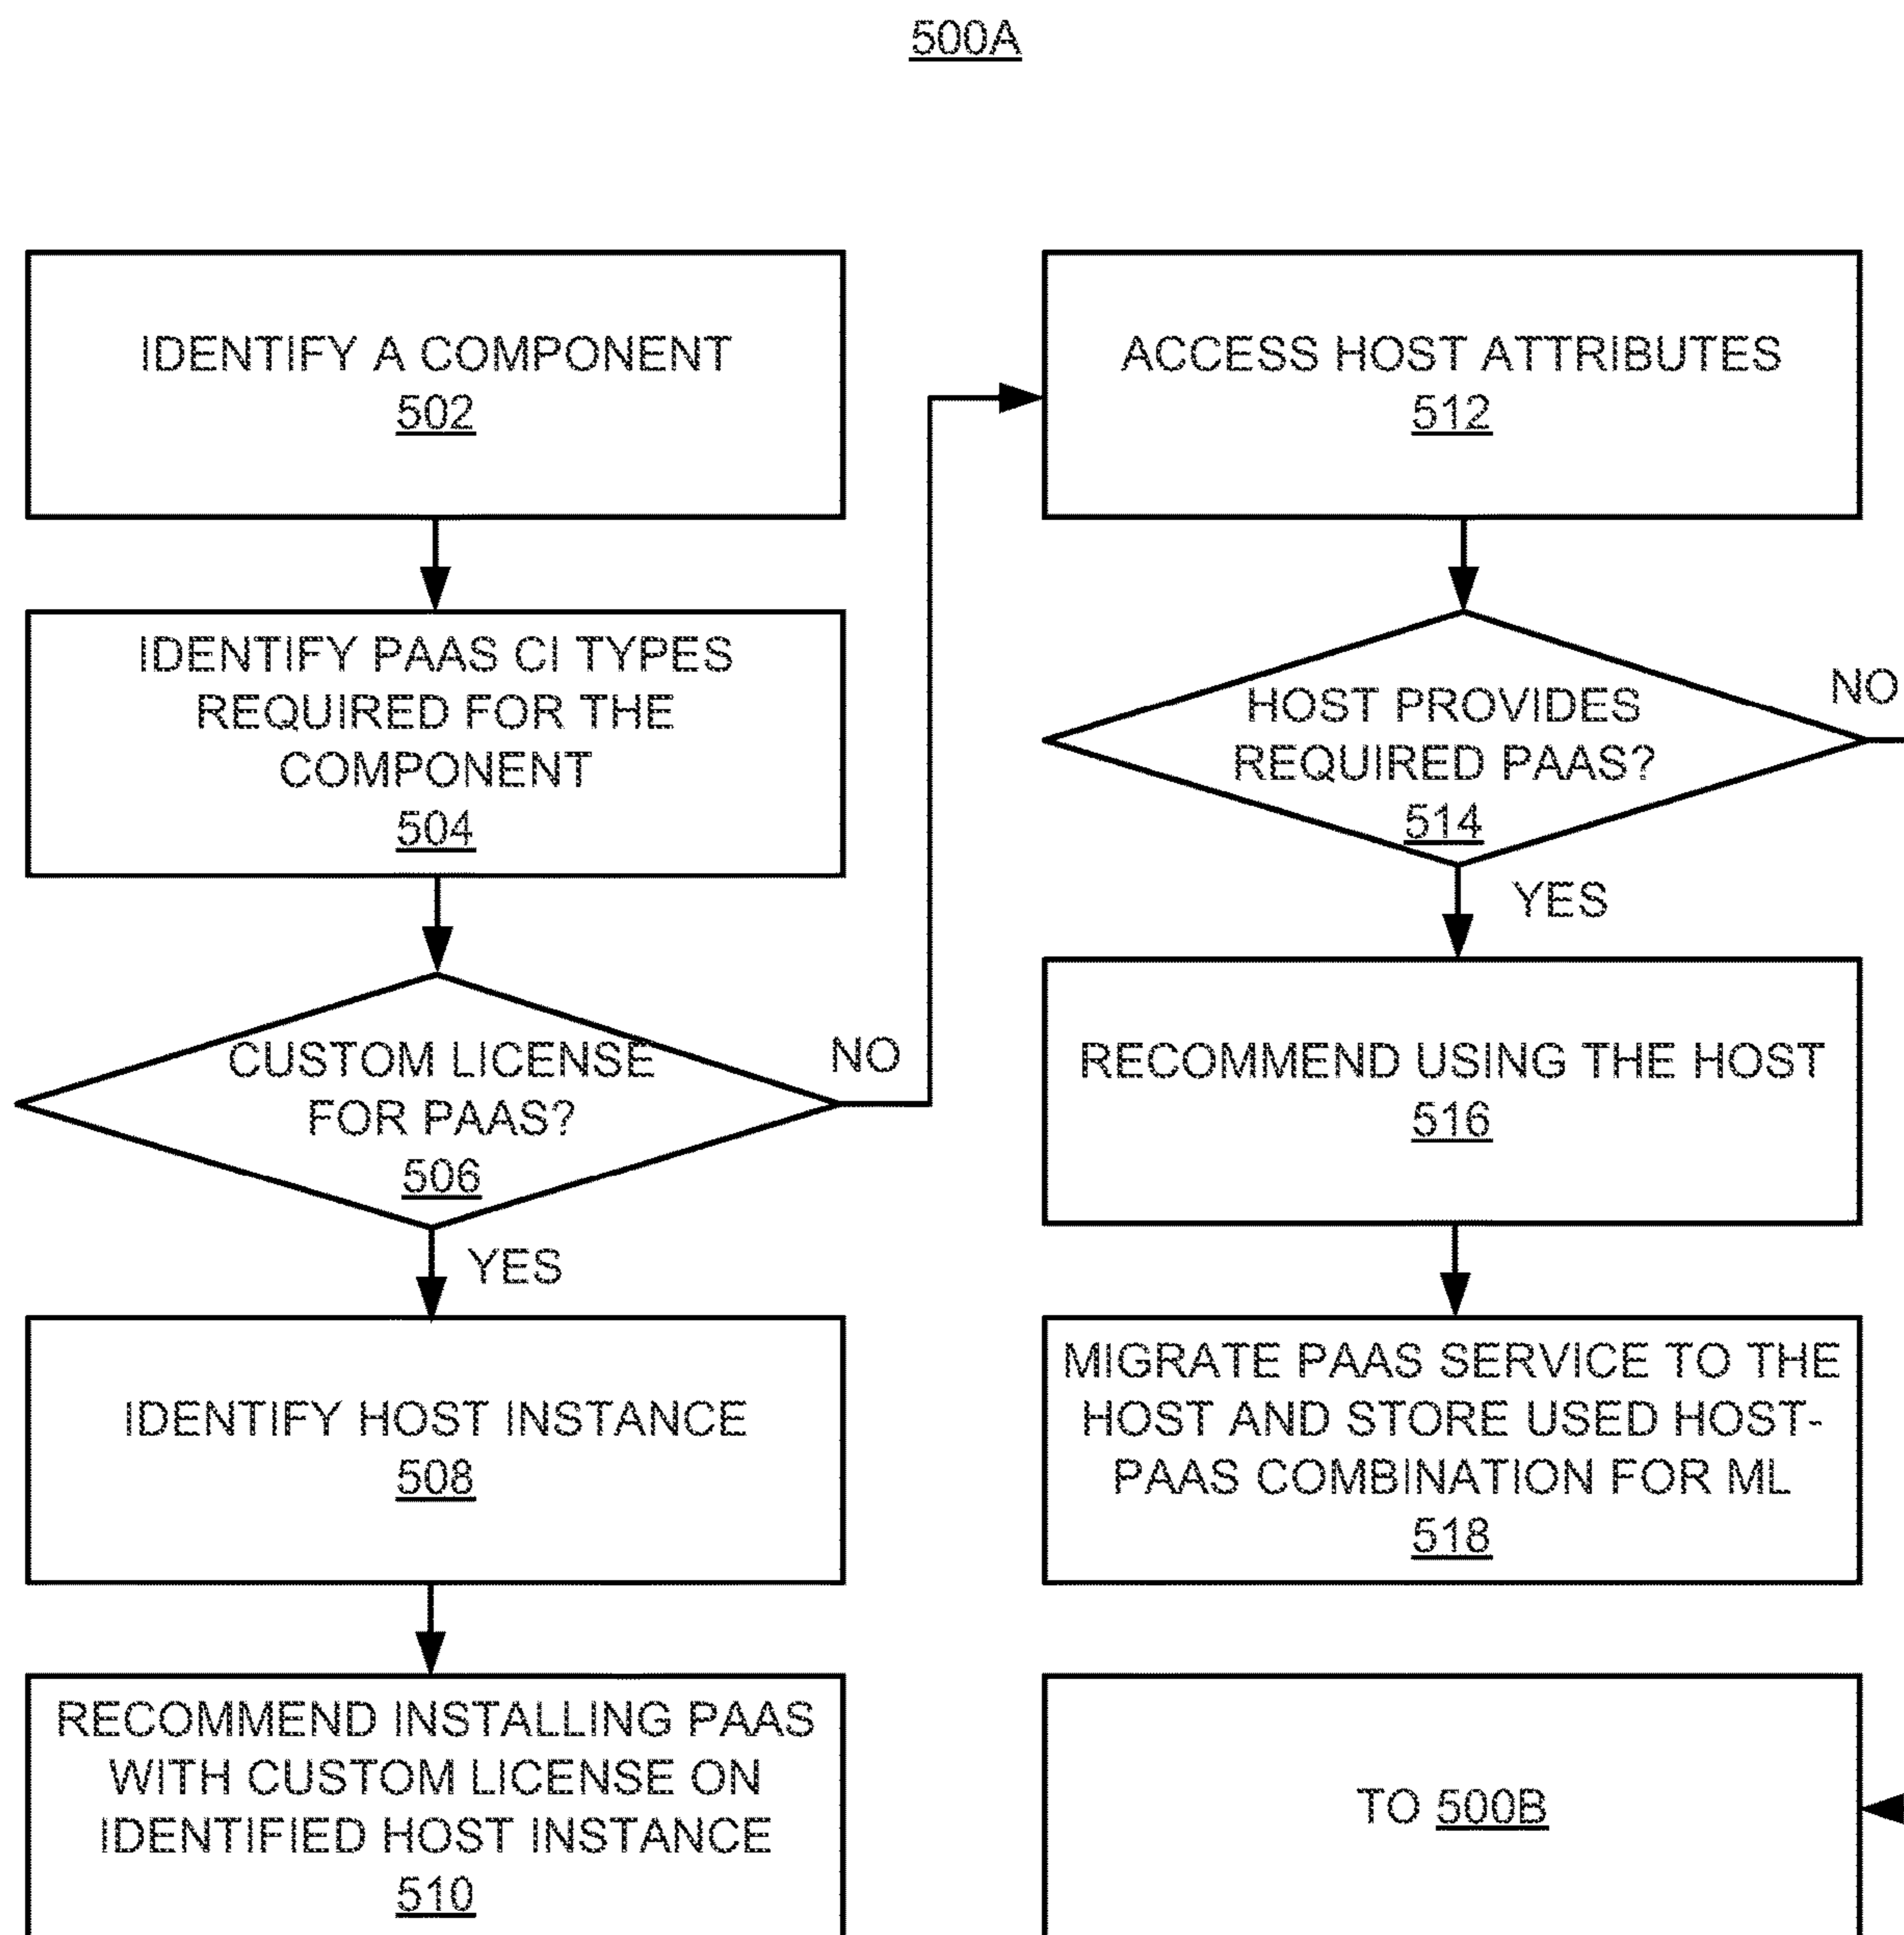 500A
IDENTIFY A COMPONENT
502
IDENTIFY PAAS CI TYPES
REQUIRED FOR THE
COMPONENT
504
CUSTOM LICENSE
FOR PAAS?
506
NO
YES
IDENTIFY HOST INSTANCE
508
RECOMMEND INSTALLING PAAS
WITH CUSTOM LICENSE ON
IDENTIFIED HOST INSTANCE
510
ACCESS HOST ATTRIBUTES
512
HOST PROVIDES
REQUIRED PAAS?
514
NO
YES
RECOMMEND USING THE HOST
516
MIGRATE PAAS SERVICE TO THE
HOST AND STORE USED HOST-
PAAS COMBINATION FOR ML
518
TO 500B